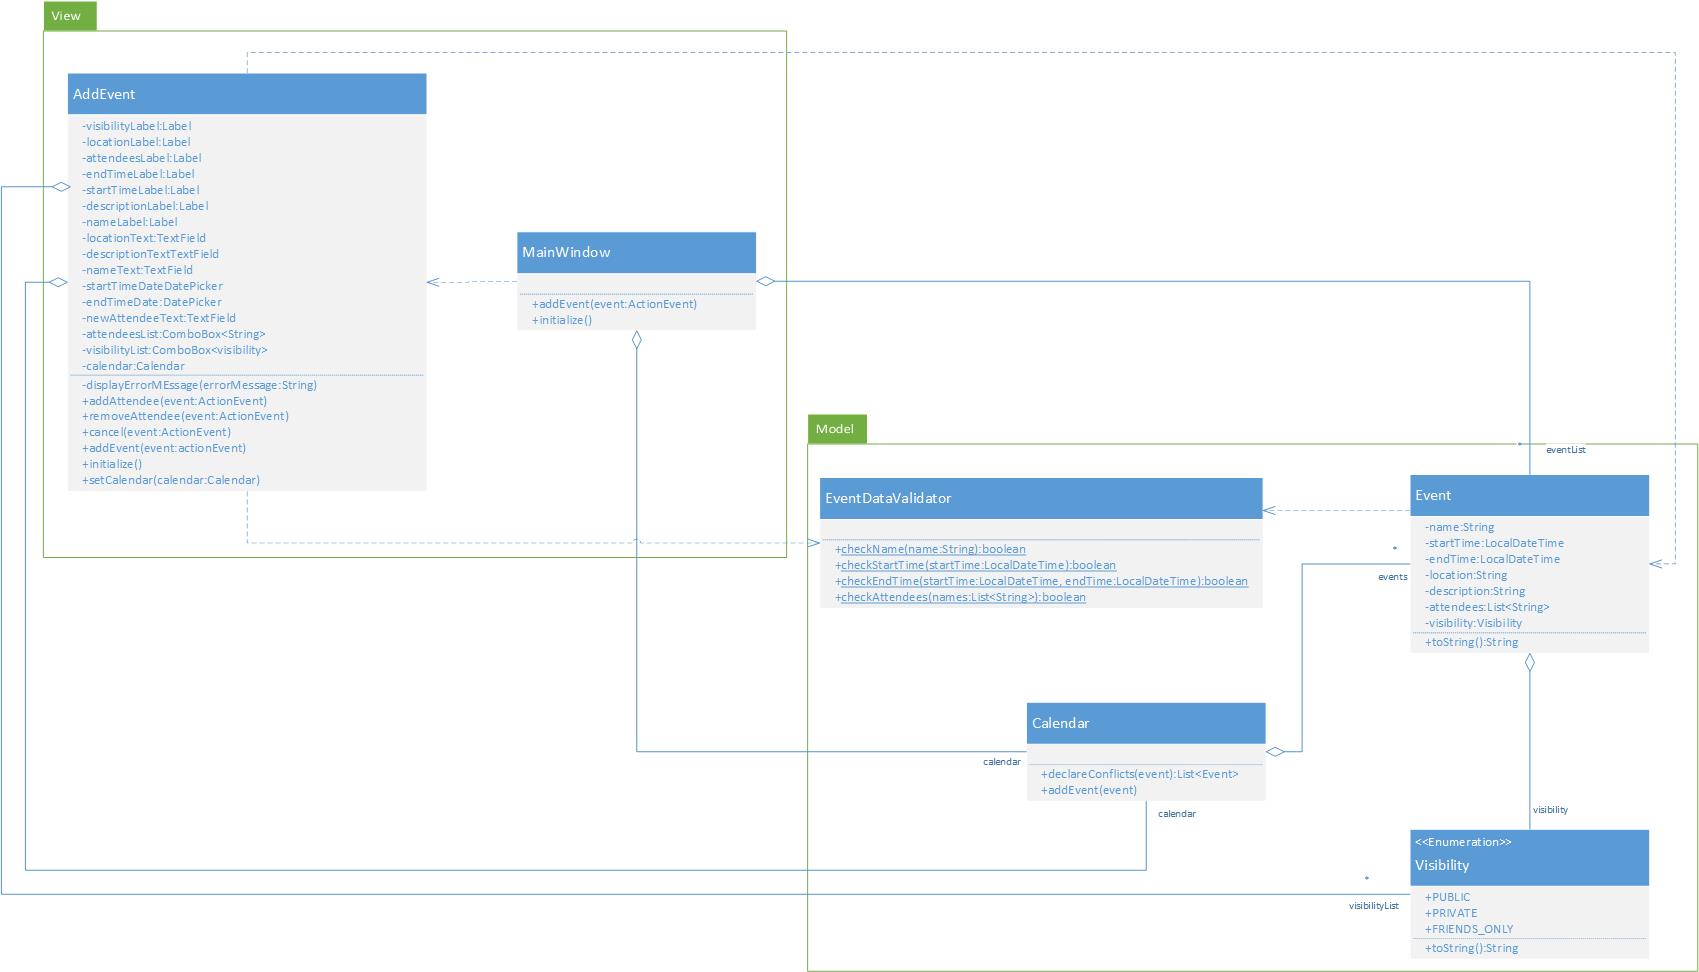 View
AddEvent
-visibilityLabel:Label
-locationLabel:Label
-attendeesLabel:Label
-endTimeLabel:Label
-startTimeLabel:Label
-descriptionLabel:Label
-nameLabel:Label
-locationText:TextField
-descriptionTextTextField
-nameText:TextField
-startTimeDateDatePicker
-endTimeDate:DatePicker
-newAttendeeText:TextField
-attendeesList:ComboBox<String>
-visibilityList:ComboBox<visibility>
-calendar:Calendar
-displayErrorMEssage(errorMessage:String)
+addAttendee(event:ActionEvent)
+removeAttendee(event:ActionEvent)
+cancel(event:ActionEvent)
+addEvent(event:actionEvent)
+initialize()
+setCalendar(calendar:Calendar)
MainWindow
+addEvent(event:ActionEvent)
+initialize()
Model
*
eventList
EventDataValidator
+checkName(name:String):boolean
+checkStartTime(startTime:LocalDateTime):boolean
+checkEndTime(startTime:LocalDateTime, endTime:LocalDateTime):boolean
+checkAttendees(names:List<String>):boolean
Event
-name:String
-startTime:LocalDateTime
-endTime:LocalDateTime
-location:String
-description:String
-attendees:List<String>
-visibility:Visibility
+toString():String
*
events
Calendar
+declareConflicts(event):List<Event>
+addEvent(event)
calendar
calendar
visibility
<<Enumeration>>
Visibility
+PUBLIC
+PRIVATE
+FRIENDS_ONLY
+toString():String
*
visibilityList